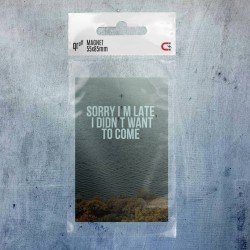 MAGNET
55x85mm
SORRY I M LATE,
I DIDN T WANT
TO COME